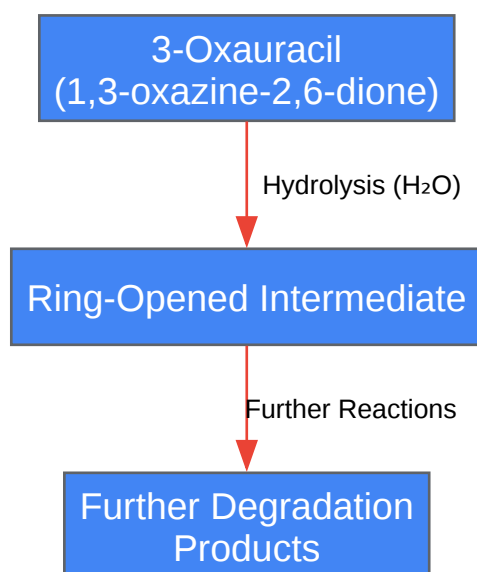 3-Oxauracil
(1,3-oxazine-2,6-dione)
Hydrolysis (H₂O)
Ring-Opened Intermediate
Further Reactions
Further Degradation
Products